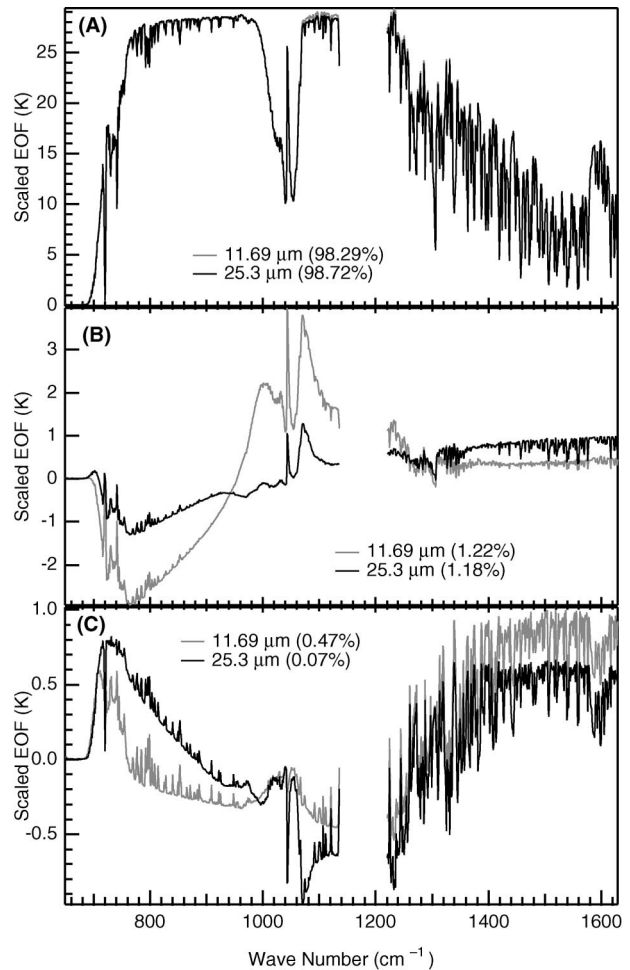 (A)
Scaled EOF (K)
25
20
15
10
5
0
11.69 μm (98.29%)
25.3 μm (98.72%)
(B)
Scaled EOF (K)
3
2
1
0
-1
-2
11.69 μm (1.22%)
25.3 μm (1.18%)
(C)
Scaled EOF (K)
1.0
0.5
0.0
-0.5
11.69 μm (0.47%)
25.3 μm (0.07%)
800 1000 1200 1400 1600
Wave Number (cm⁻¹)